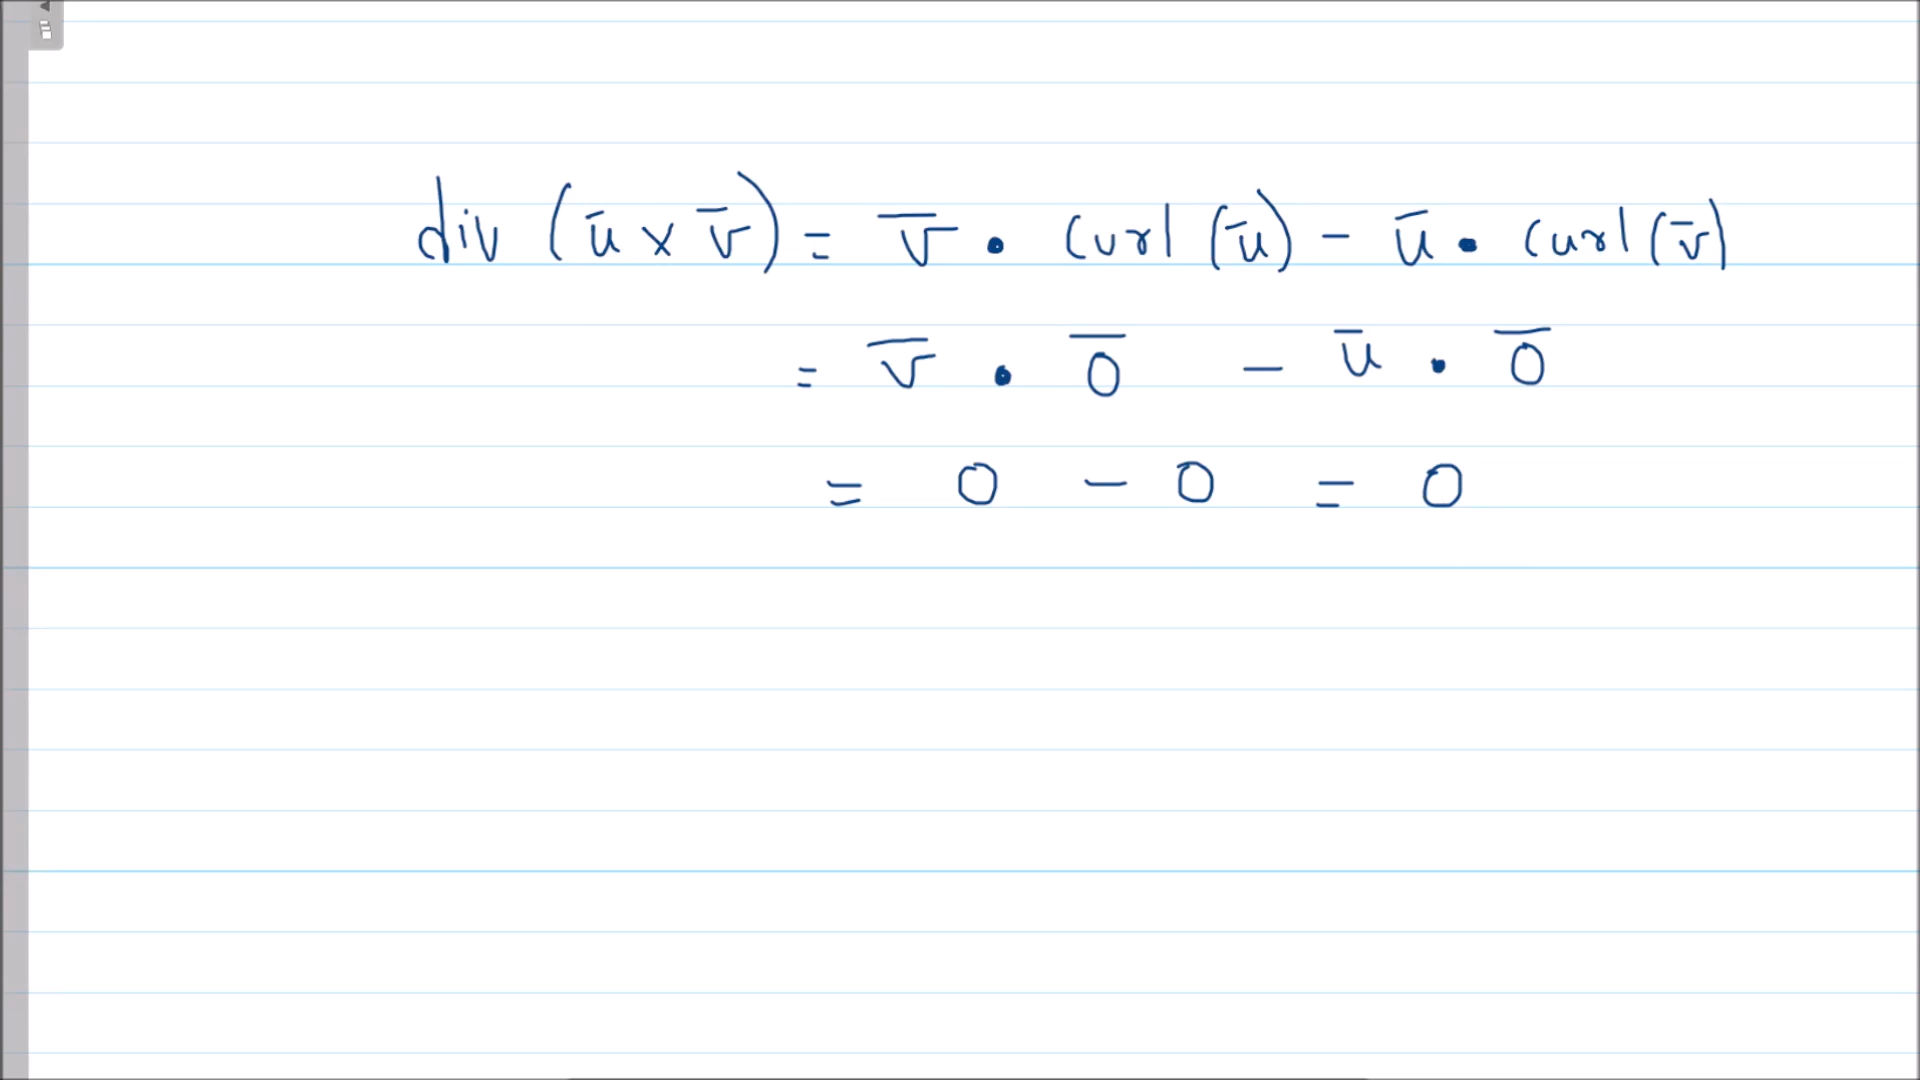 div (ū × v̄) = v̄ • curl (ū) - ū • curl (v̄)
= v̄ • 0̄ - ū • 0̄
= 0 - 0 = 0